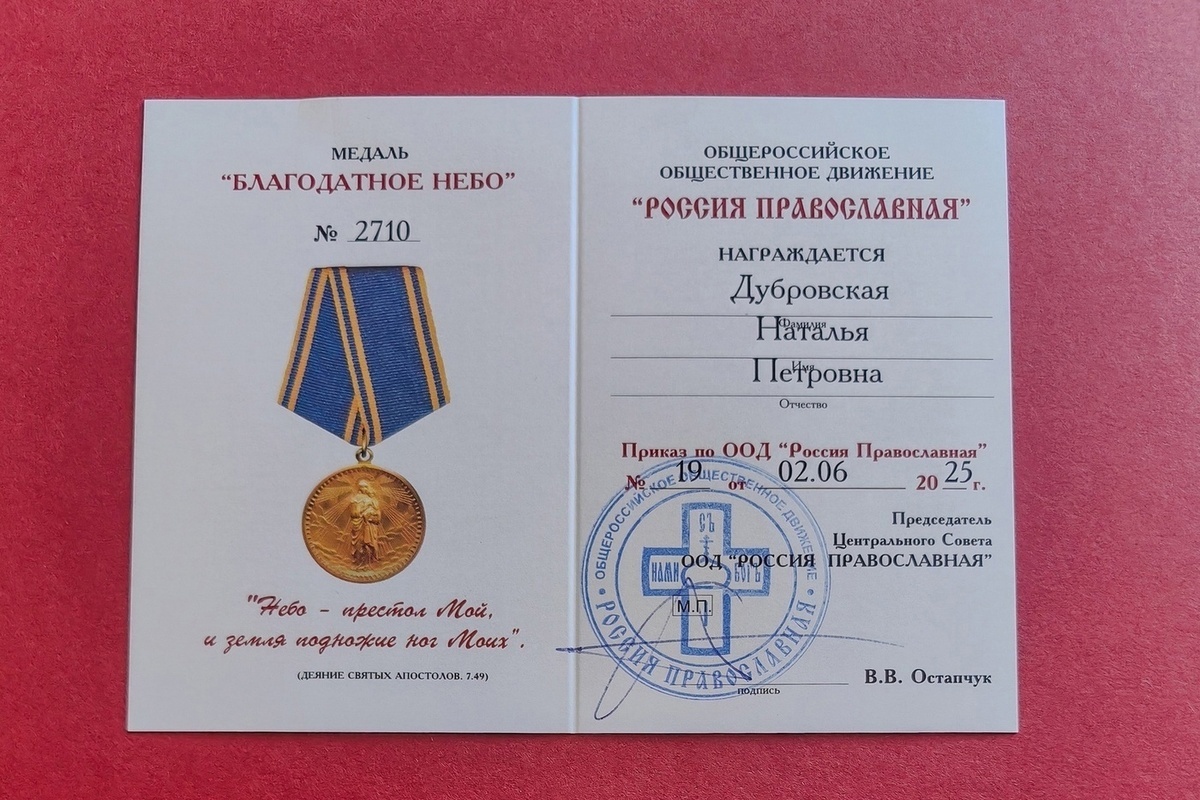 МЕДАЛЬ
"БЛАГОДАТНОЕ НЕБО"
№ 2710
"Небо - престол Мой,
и земля подножие ног Моих".
(ДЕЯНИЕ СВЯТЫХ АПОСТОЛОВ. 7.49)
ОБЩЕРОССИЙСКОЕ
ОБЩЕСТВЕННОЕ ДВИЖЕНИЕ
"РОССИЯ ПРАВОСЛАВНАЯ"
НАГРАЖДАЕТСЯ
Дубровская
Фамилия
Наталья
Имя
Петровна
Отчество
Приказ по ООД "Россия Православная"
№ 19 от 02.06 2025 г.
Председатель
Центрального Совета
ООД "РОССИЯ ПРАВОСЛАВНАЯ"
М.П.
подпись
В.В. Остапчук
ОБЩЕРОССИЙСКОЕ ОБЩЕСТВЕННОЕ ДВИЖЕНИЕ
РОССИЯ ПРАВОСЛАВНАЯ
СЪ
НАМИ БОГЪ